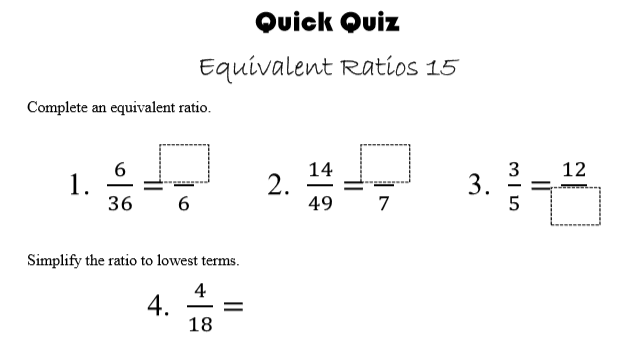 Quick Quiz
Equivalent Ratios 15
Complete an equivalent ratio.
1. 6/36 = /6 2. 14/49 = /7 3. 3/5 = 12/
Simplify the ratio to lowest terms.
4. 4/18 =